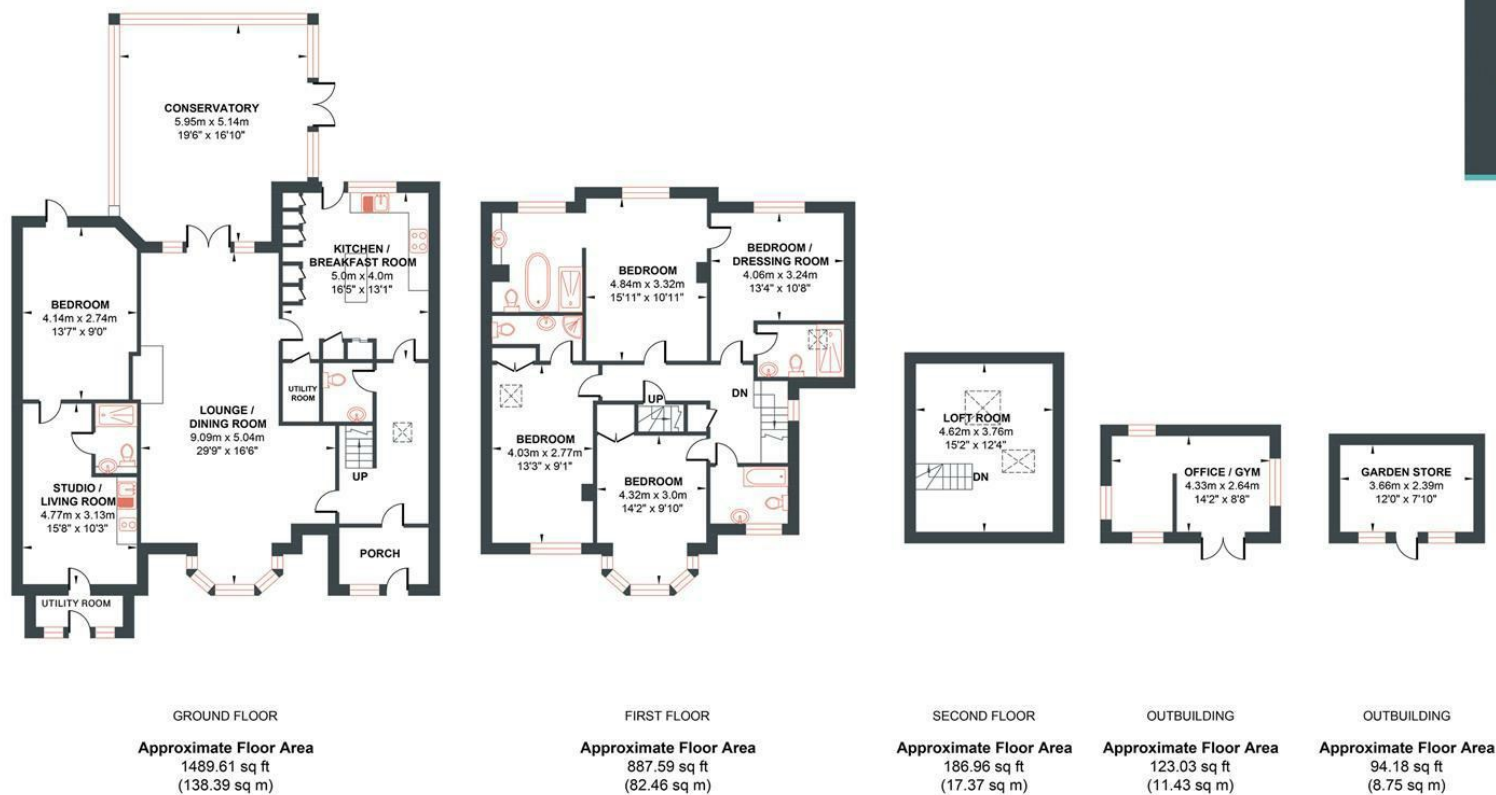 CONSERVATORY
5.95m x 5.14m
19'6" x 16'10"
KITCHEN /
BREAKFAST ROOM
5.0m x 4.0m
16'5" x 13'1"
BEDROOM
4.14m x 2.74m
13'7" x 9'0"
UTILITY
ROOM
LOUNGE /
DINING ROOM
9.09m x 5.04m
29'9" x 16'6"
UP
STUDIO /
LIVING ROOM
4.77m x 3.13m
15'8" x 10'3"
PORCH
UTILITY ROOM
BEDROOM
4.84m x 3.32m
15'11" x 10'11"
BEDROOM /
DRESSING ROOM
4.06m x 3.24m
13'4" x 10'8"
UP
DN
BEDROOM
4.03m x 2.77m
13'3" x 9'1"
BEDROOM
4.32m x 3.0m
14'2" x 9'10"
LOFT ROOM
4.62m x 3.76m
15'2" x 12'4"
DN
OFFICE / GYM
4.33m x 2.64m
14'2" x 8'8"
GARDEN STORE
3.66m x 2.39m
12'0" x 7'10"
GROUND FLOOR
Approximate Floor Area
1489.61 sq ft
(138.39 sq m)
FIRST FLOOR
Approximate Floor Area
887.59 sq ft
(82.46 sq m)
SECOND FLOOR
Approximate Floor Area
186.96 sq ft
(17.37 sq m)
OUTBUILDING
Approximate Floor Area
123.03 sq ft
(11.43 sq m)
OUTBUILDING
Approximate Floor Area
94.18 sq ft
(8.75 sq m)